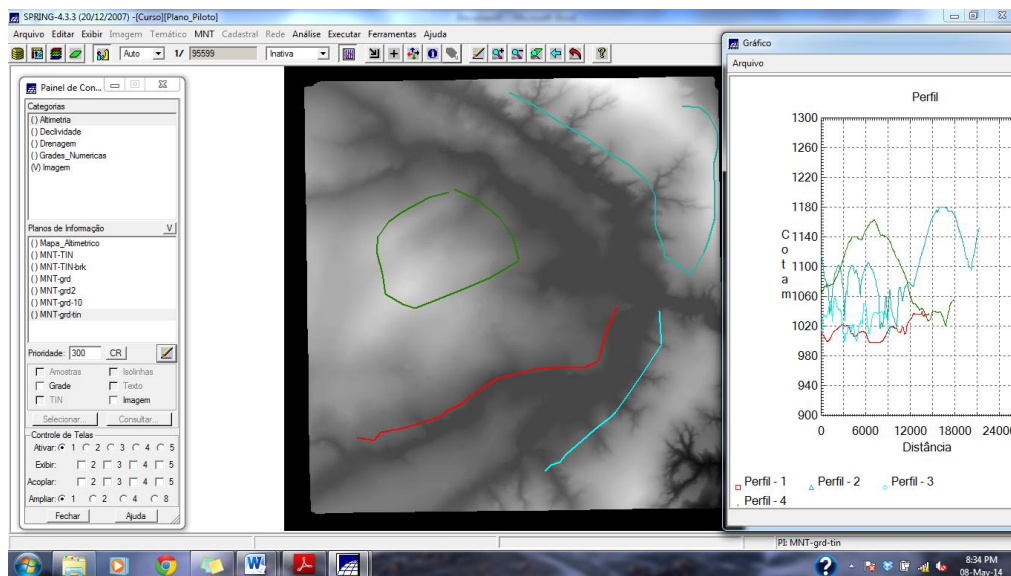 SPRING-4.3.3 (20/12/2007) -[Curso][Plano_Piloto]
Arquivo Editar Exibir Imagem Temático MNT Cadastral Rede Análise Executar Ferramentas Ajuda
Auto 1/ 95599 Inativa
Painel de Con...
Categorias
() Altimetria
() Declividade
() Drenagem
() Grades_Numericas
(V) Imagem
Planos de Informação V
() Mapa_Altimetrico
() MNT-TIN
() MNT-TIN-brk
() MNT-grd
() MNT-grd2
() MNT-grd-10
() MNT-grd-tin
Prioridade: 300 CR
Amostras Isolinhas
Grade Texto
TIN Imagem
Selecionar... Consultar...
Controle de Telas
Ativar: 1 2 3 4 5
Exibir: 2 3 4 5
Acoplar: 2 3 4 5
Ampliar: 1 2 4 8
Fechar Ajuda
Gráfico
Arquivo
Perfil
1300
1260
1220
1180
1140
1100
1060
1020
980
940
900
Cota m
0 6000 12000 18000 24000
Distância
Perfil - 1 Perfil - 2 Perfil - 3
Perfil - 4
PI: MNT-grd-tin
8:34 PM
08-May-14